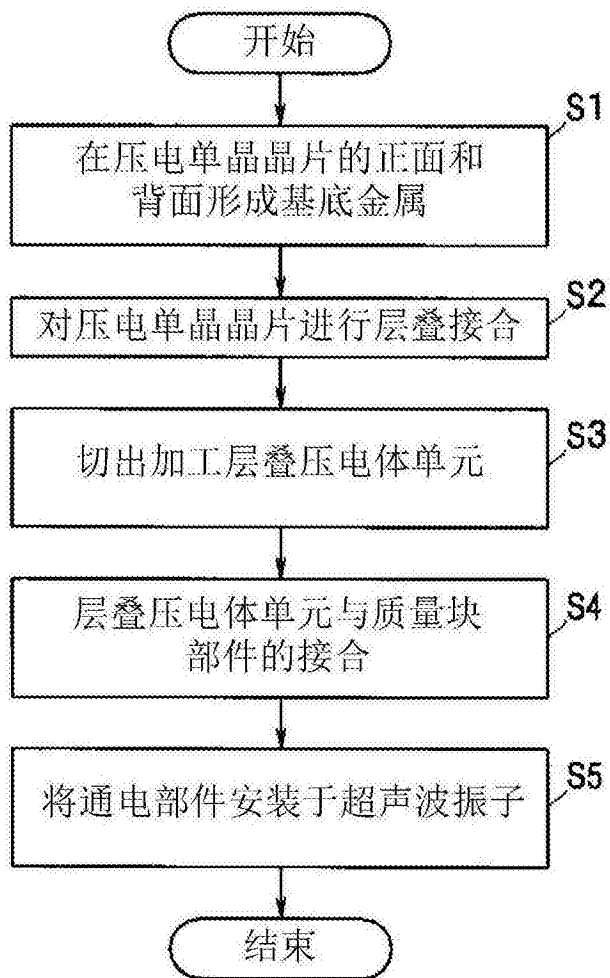 开始
S1
在压电单晶晶片的正面和
背面形成基底金属
S2
对压电单晶晶片进行层叠接合
S3
切出加工层叠压电体单元
S4
层叠压电体单元与质量块
部件的接合
S5
将通电部件安装于超声波振子
结束